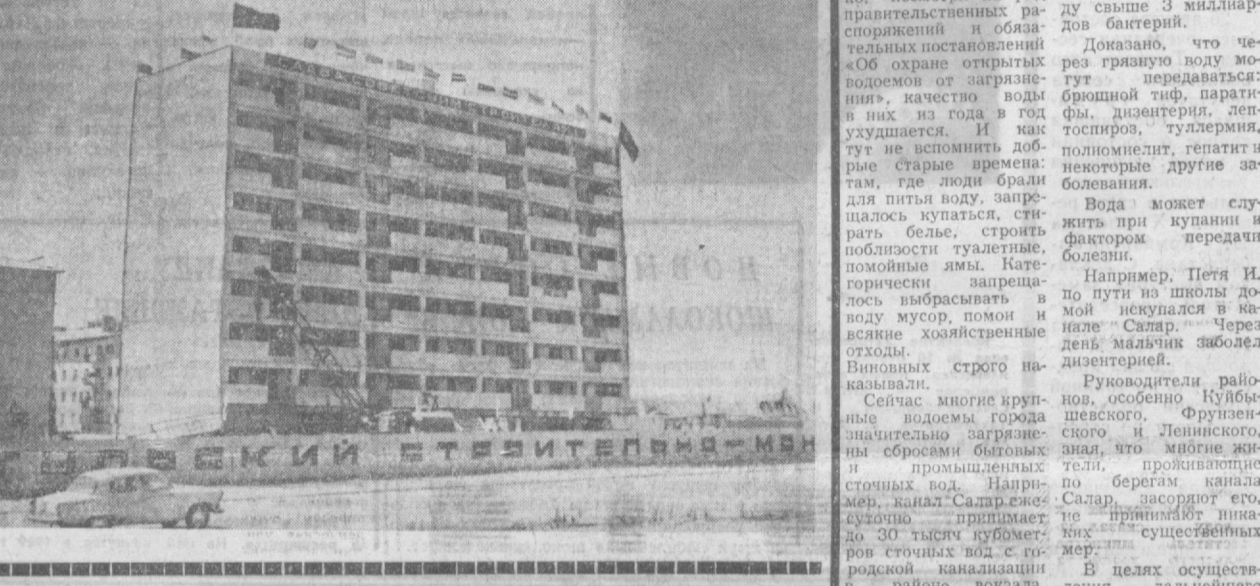 СЛАВА СОВЕТСКИМ СТРОИТЕЛЯМ
СКИЙ СТРОИТЕЛЬНО-МОН
правительственных ра-
споряжений и обяза-
тельных постановлений
«Об охране открытых
водоемов от загрязне-
ния», качество воды
в них из года в год
ухудшается. И как
тут не вспомнить доб-
рые старые времена:
там, где люди брали
для питья воду, запре-
щалось купаться, сти-
рать белье, строить
поблизости туалетные,
помойные ямы. Кате-
горически запреща-
лось выбрасывать в
воду мусор, помои и
всякие хозяйственные
отходы.
Виновных строго на-
казывали.
Сейчас многие круп-
ные водоемы города
значительно загрязне-
ны сбросами бытовых
и промышленных
сточных вод. Напри-
мер, канал Салар еже-
суточно принимает
до 30 тысяч кубомет-
ров сточных вод с го-
родской канализации
в районе вокзала
ду свыше 3 миллиар-
дов бактерий.
Доказано, что че-
рез грязную воду мо-
гут передаваться:
брюшной тиф, парати-
фы, дизентерия, леп-
тоспироз, туллермия,
полиомиелит, гепатит и
некоторые другие за-
болевания.
Вода может слу-
жить при купании и
фактором передачи
болезни.
Например, Петя И.
по пути из школы до-
мой искупался в ка-
нале Салар. Через
день мальчик заболел
дизентерией.
Руководители райо-
нов, особенно Куйбы-
шевского, Фрунзен-
ского и Ленинского,
зная, что многие жи-
тели, проживающие
по берегам канала
Салар, засоряют его,
не принимают ника-
ких существенных
мер.
В целях осуществ-